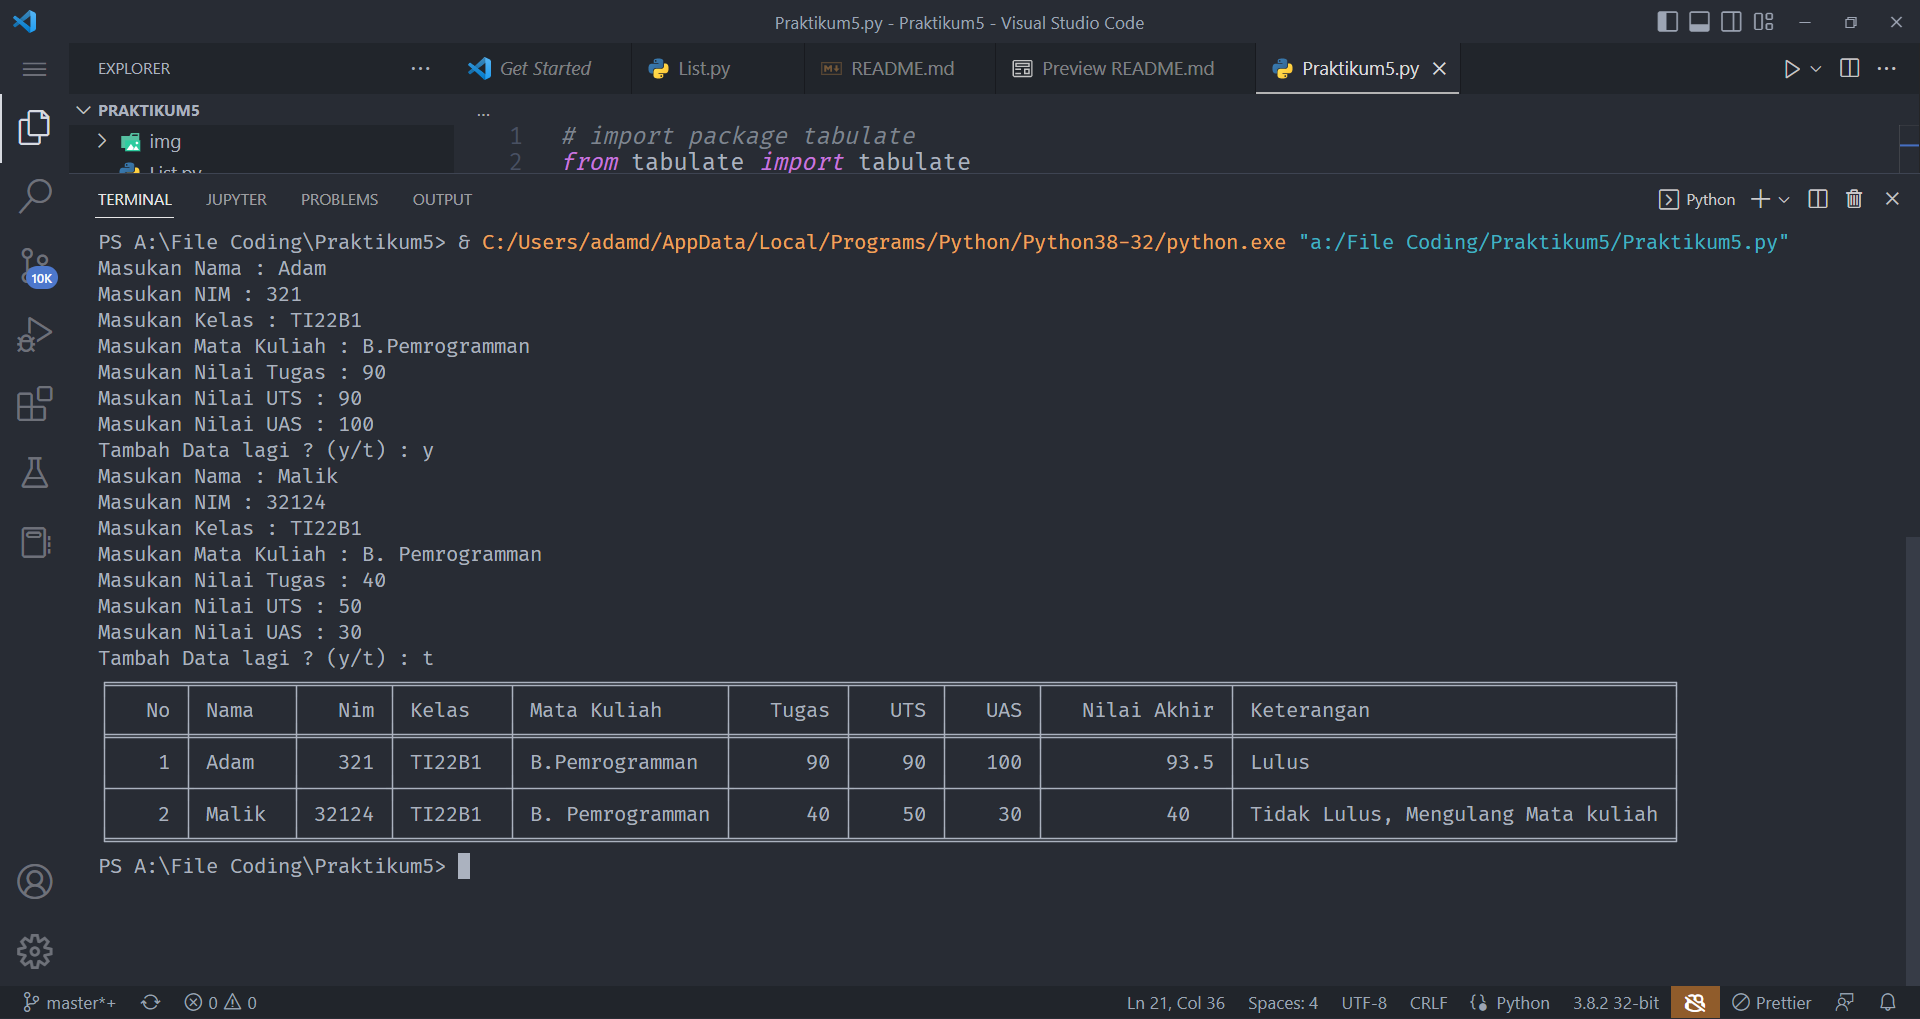 Praktikum5.py - Praktikum5 - Visual Studio Code
EXPLORER
Get Started
List.py
README.md
Preview README.md
Praktikum5.py
PRAKTIKUM5
img
List.py
...
1 # import package tabulate
2 from tabulate import tabulate
TERMINAL JUPYTER PROBLEMS OUTPUT
Python
PS A:\File Coding\Praktikum5> & C:/Users/adamd/AppData/Local/Programs/Python/Python38-32/python.exe "a:/File Coding/Praktikum5/Praktikum5.py"
Masukan Nama : Adam
Masukan NIM : 321
Masukan Kelas : TI22B1
Masukan Mata Kuliah : B.Pemrogramman
Masukan Nilai Tugas : 90
Masukan Nilai UTS : 90
Masukan Nilai UAS : 100
Tambah Data lagi ? (y/t) : y
Masukan Nama : Malik
Masukan NIM : 32124
Masukan Kelas : TI22B1
Masukan Mata Kuliah : B. Pemrogramman
Masukan Nilai Tugas : 40
Masukan Nilai UTS : 50
Masukan Nilai UAS : 30
Tambah Data lagi ? (y/t) : t
No Nama Nim Kelas Mata Kuliah Tugas UTS UAS Nilai Akhir Keterangan
1 Adam 321 TI22B1 B.Pemrogramman 90 90 100 93.5 Lulus
2 Malik 32124 TI22B1 B. Pemrogramman 40 50 30 40 Tidak Lulus, Mengulang Mata kuliah
PS A:\File Coding\Praktikum5>
10K
master*+ 0 0 Ln 21, Col 36 Spaces: 4 UTF-8 CRLF Python 3.8.2 32-bit Prettier